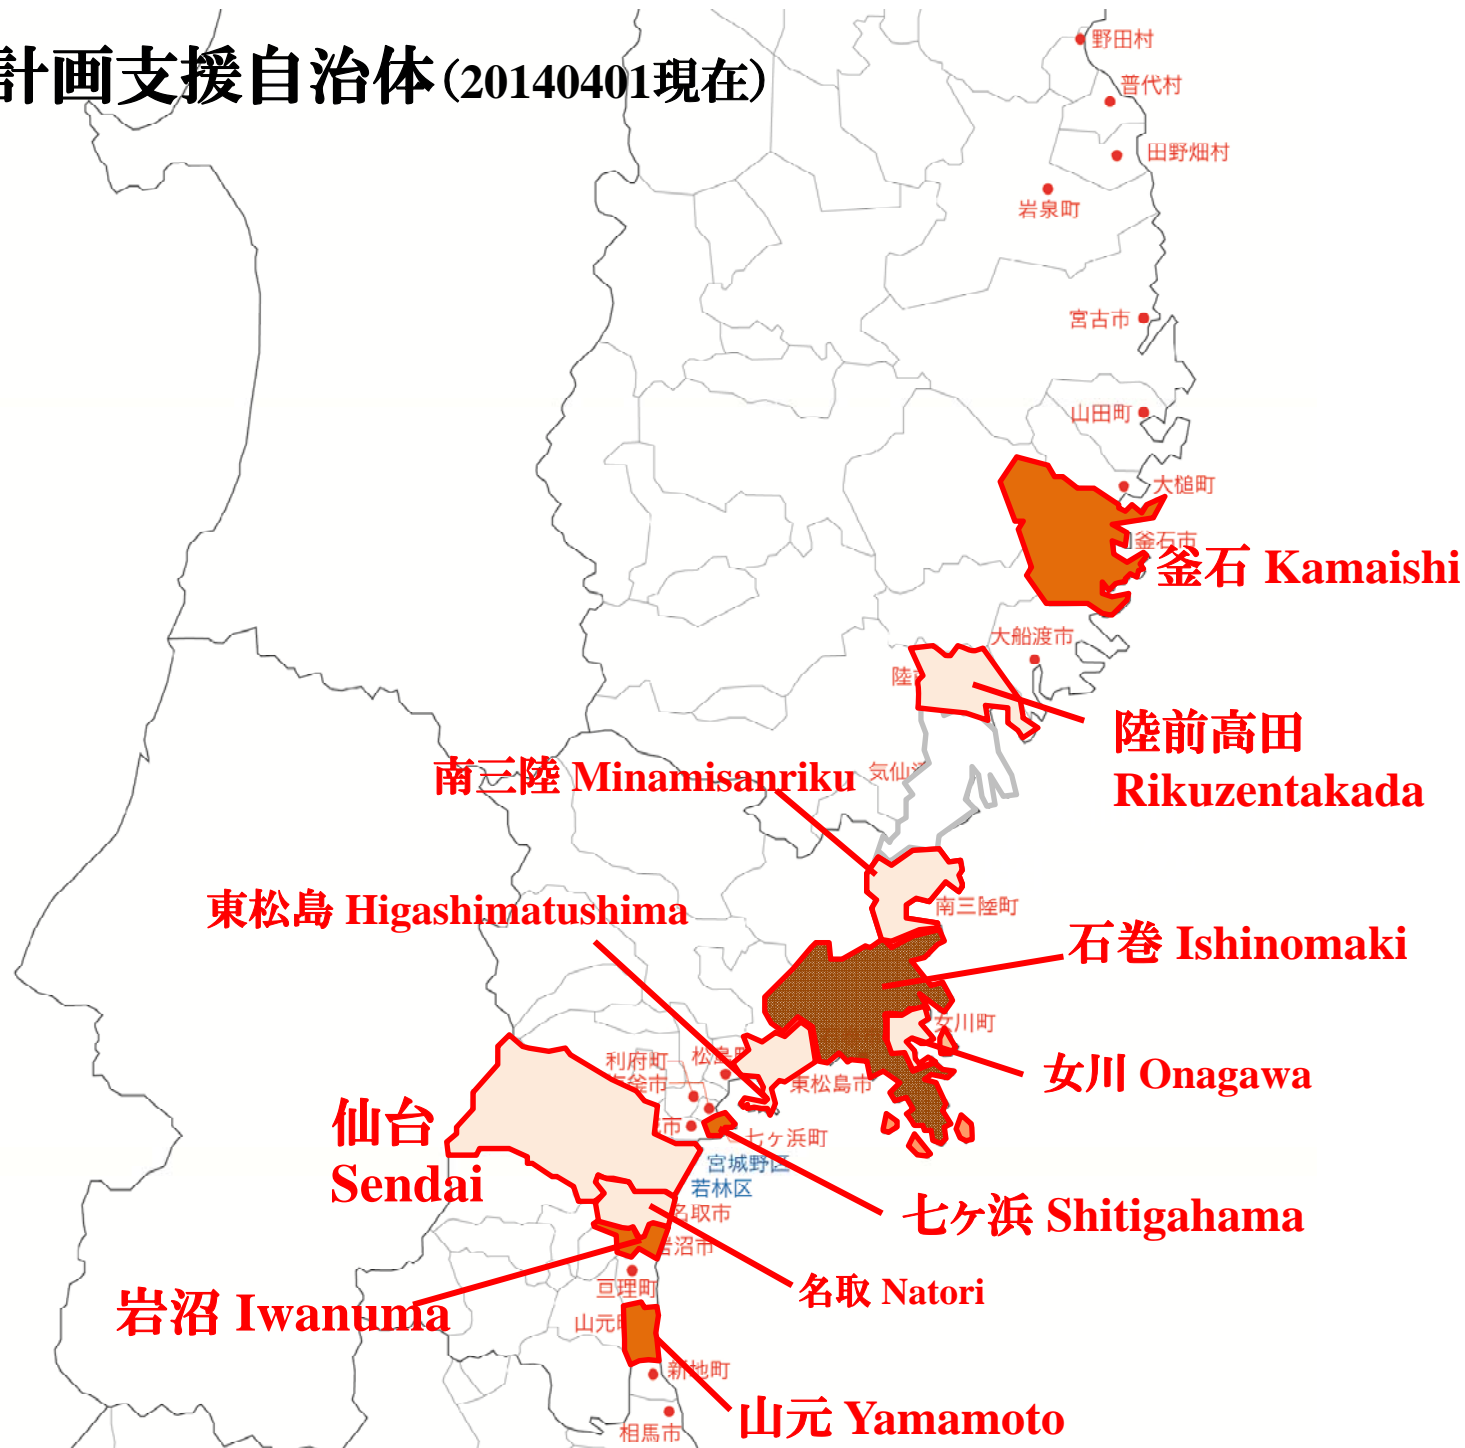 計画支援自治体(20140401現在)
野田村
普代村
田野畑村
岩泉町
宮古市
山田町
大槌町
釜石市
釜石 Kamaishi
大船渡市
陸
陸前高田
Rikuzentakada
南三陸 Minamisanriku
気仙
東松島 Higashimatushima
南三陸町
石巻 Ishinomaki
女川町
女川 Onagawa
利府町
松島
釜市
東松島市
仙台
Sendai
市
七ヶ浜町
宮城野区
若林区
七ヶ浜 Shitigahama
名取市
岩沼市
亘理町
名取 Natori
岩沼 Iwanuma
山元
新地町
山元 Yamamoto
相馬市